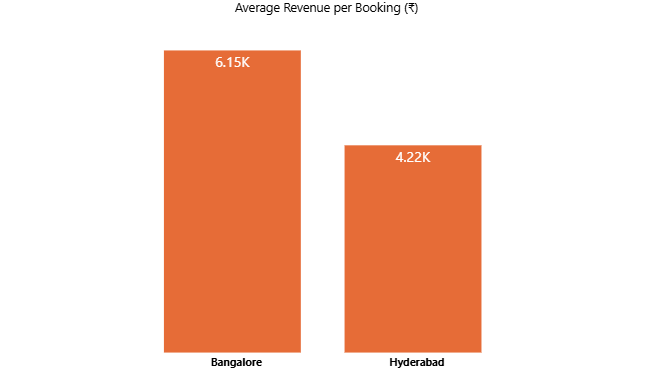 Average Revenue per Booking (₹)
6.15K
4.22K
Bangalore
Hyderabad